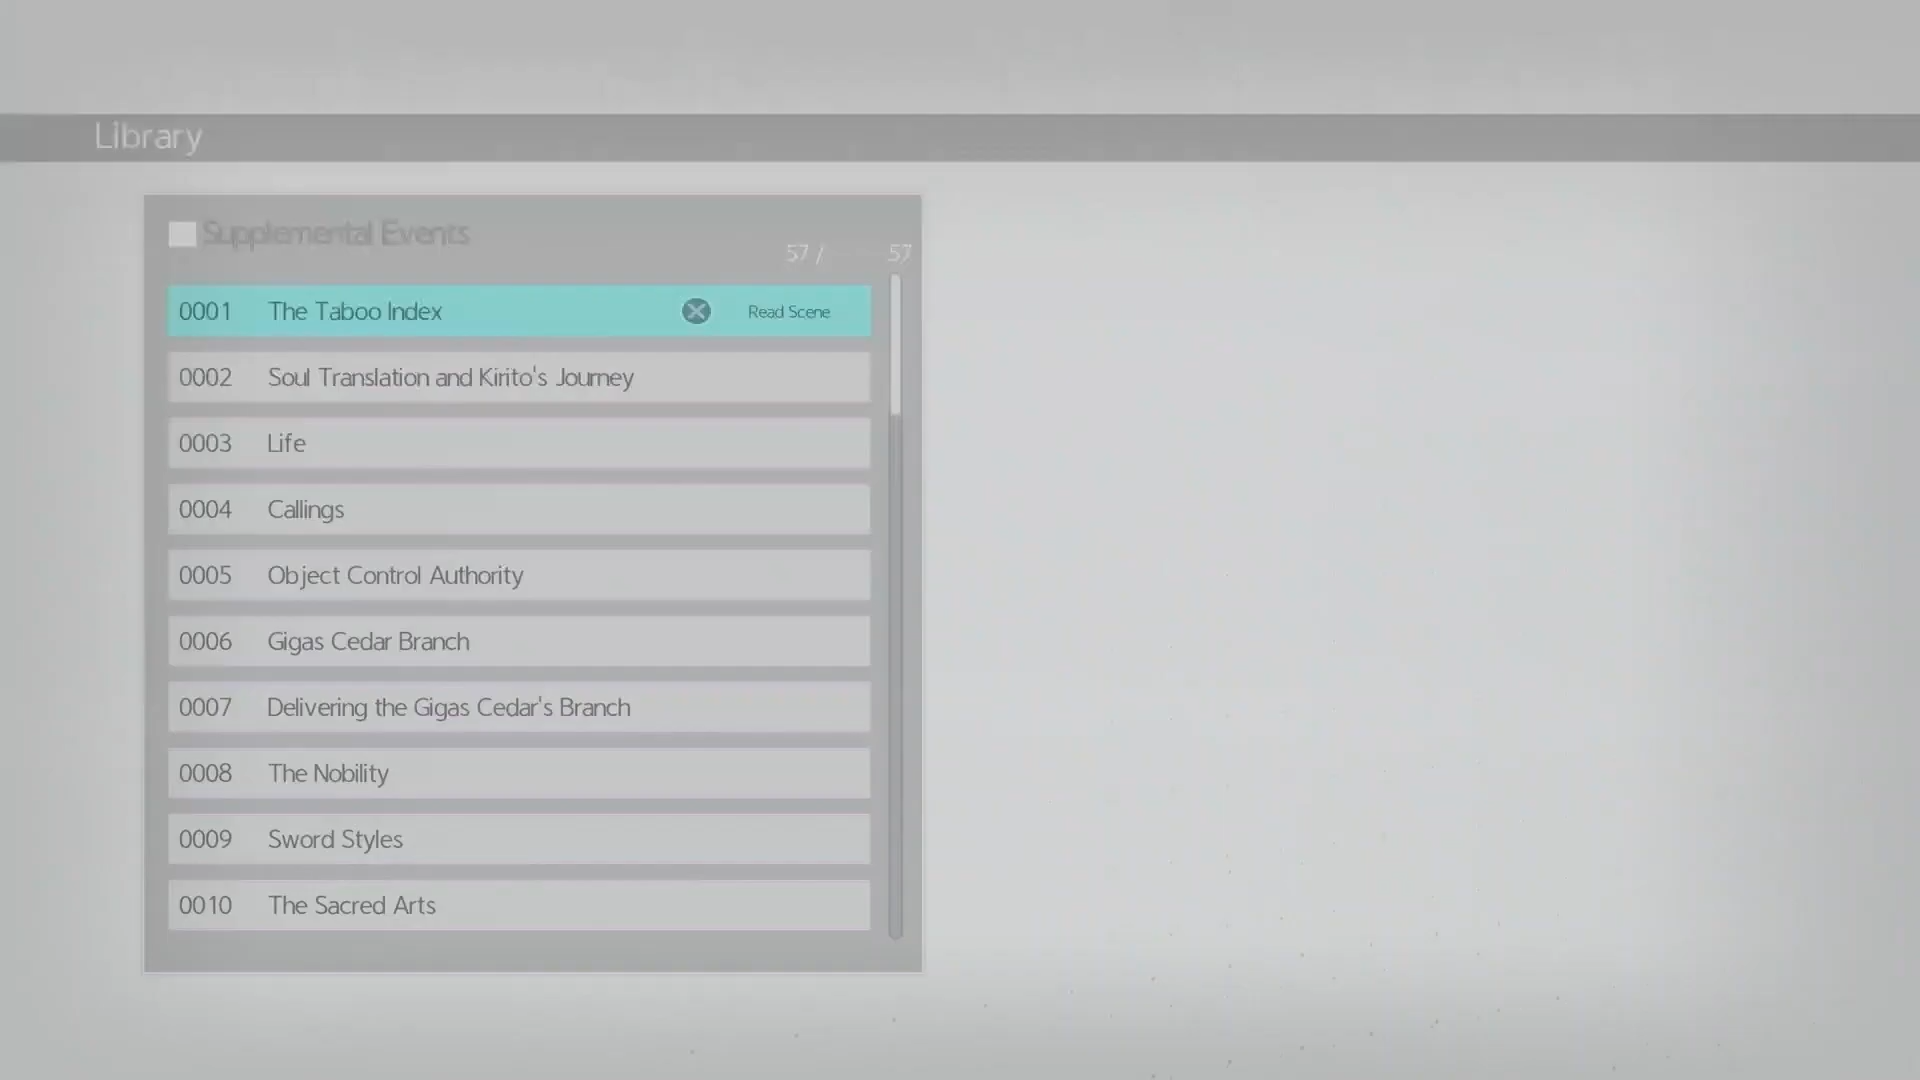 Library
Supplemental Events
57 / 57
0001 The Taboo Index Read Scene
0002 Soul Translation and Kirito's Journey
0003 Life
0004 Callings
0005 Object Control Authority
0006 Gigas Cedar Branch
0007 Delivering the Gigas Cedar's Branch
0008 The Nobility
0009 Sword Styles
0010 The Sacred Arts